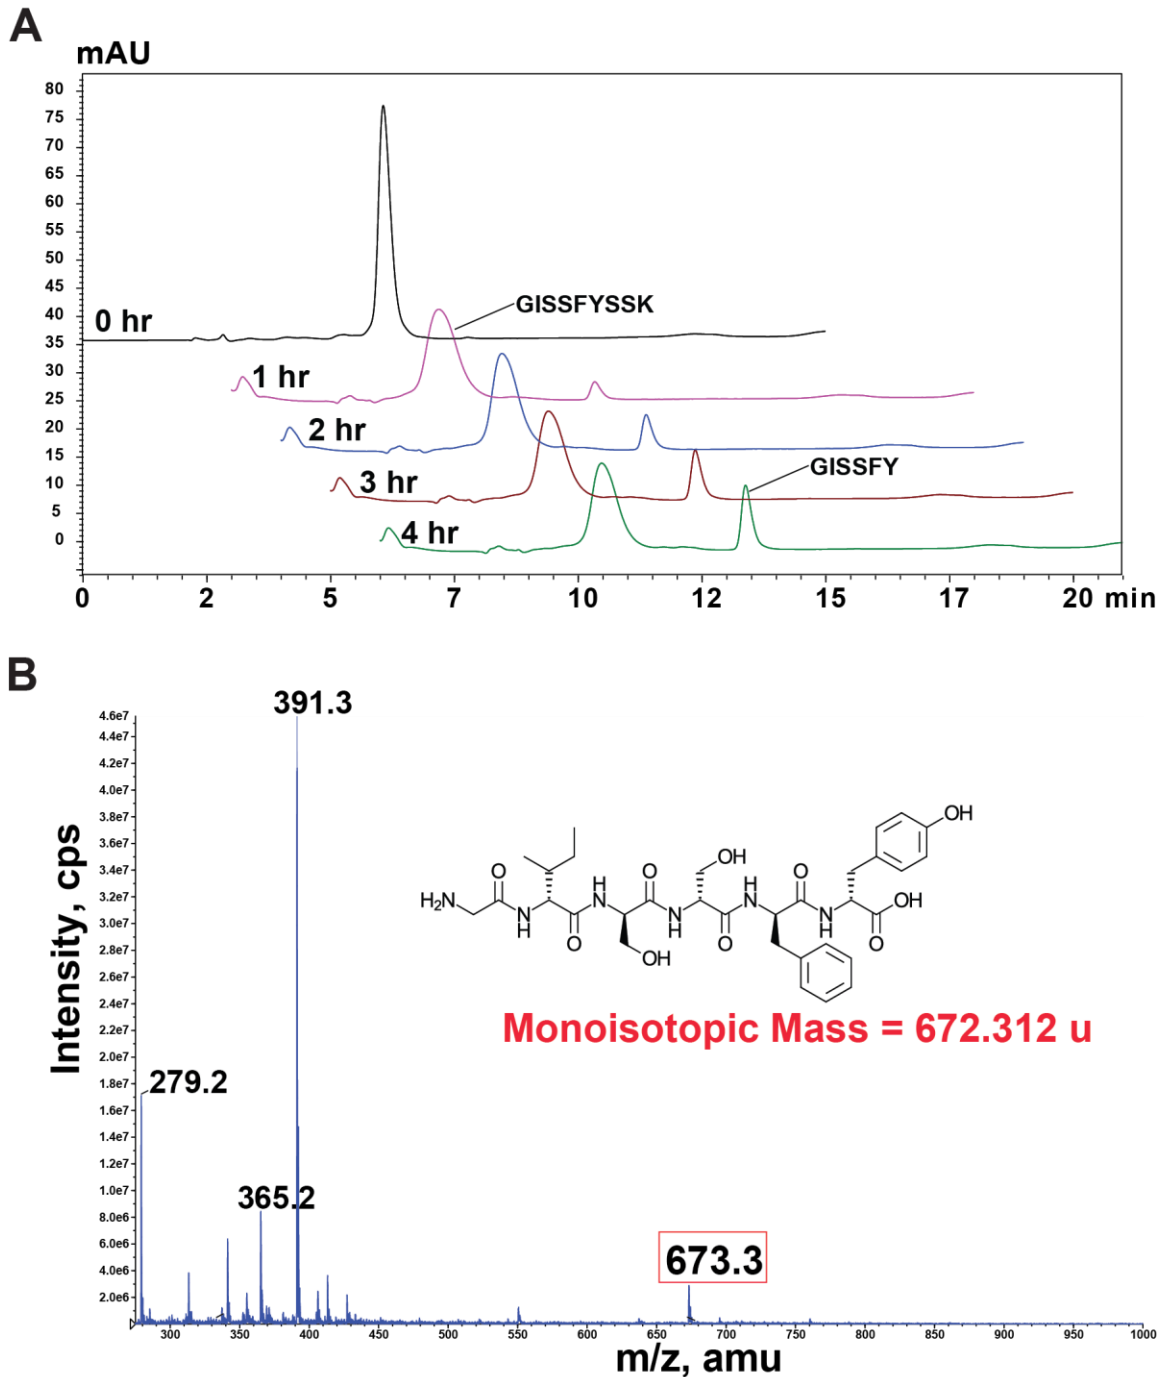 A
mAU
80
75
70
65
60
55
50
45
40
35
30
25
20
15
10
5
0
0 hr
GISSFYSSK
1 hr
2 hr
3 hr
GISSFY
4 hr
0 2 5 7 10 12 15 17 20 min
B
391.3
4.6e7
4.4e7
4.2e7
4.0e7
3.8e7
3.6e7
3.4e7
3.2e7
3.0e7
2.8e7
2.6e7
2.4e7
2.2e7
2.0e7
1.8e7
1.6e7
1.4e7
1.2e7
1.0e7
8.0e6
6.0e6
4.0e6
2.0e6
Intensity, cps
OH
O O OH O
H H
H2N N N OH
N N N
H H H
O O O
OH
Monoisotopic Mass = 672.312 u
279.2
365.2
673.3
300 350 400 450 500 550 600 650 700 750 800 850 900 950 1000
m/z, amu